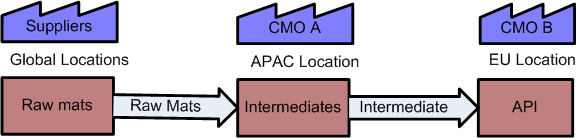 Suppliers
CMO A
CMO B
Global Locations
APAC Location
EU Location
Raw mats
Raw Mats
Intermediates
Intermediate
API